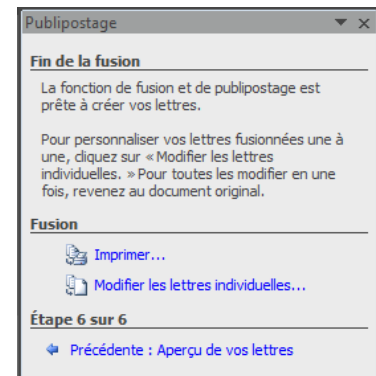 Publipostage
Fin de la fusion
La fonction de fusion et de publipostage est
prête à créer vos lettres.
Pour personnaliser vos lettres fusionnées une à
une, cliquez sur « Modifier les lettres
individuelles. » Pour toutes les modifier en une
fois, revenez au document original.
Fusion
Imprimer...
Modifier les lettres individuelles...
Étape 6 sur 6
Précédente : Aperçu de vos lettres